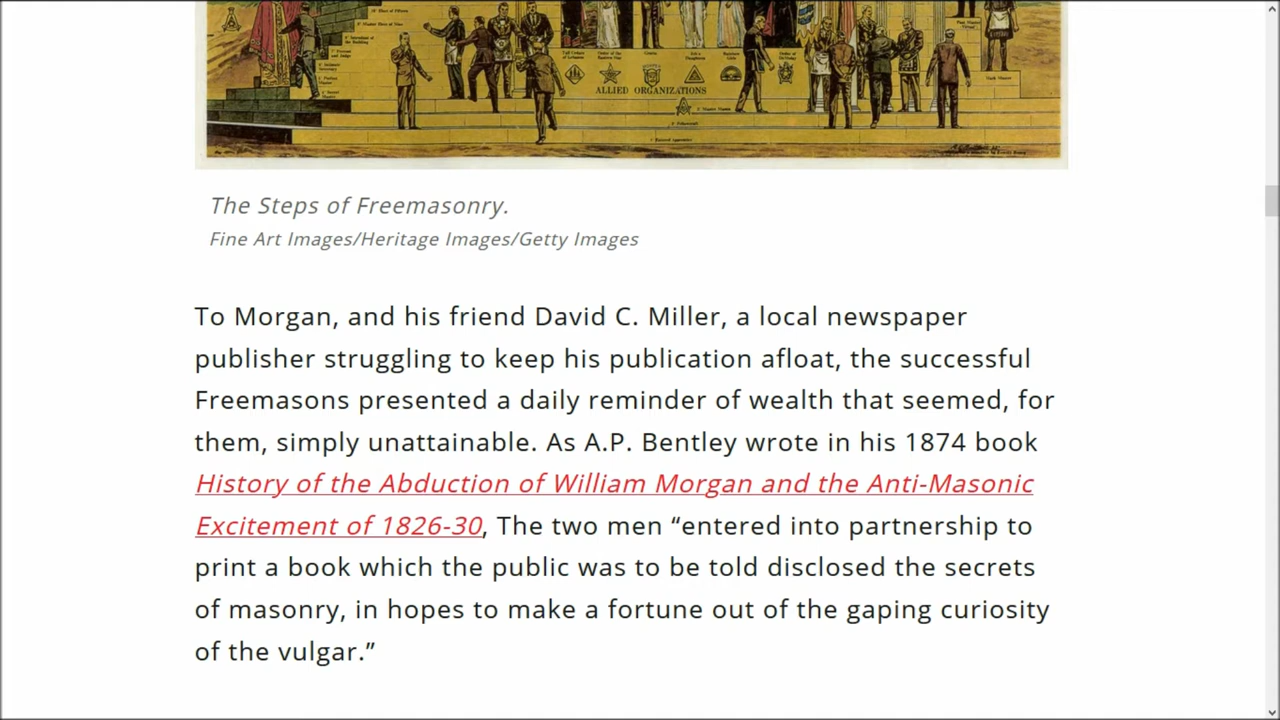 ALLIED ORGANIZATIONS
The Steps of Freemasonry.
Fine Art Images/Heritage Images/Getty Images
To Morgan, and his friend David C. Miller, a local newspaper
publisher struggling to keep his publication afloat, the successful
Freemasons presented a daily reminder of wealth that seemed, for
them, simply unattainable. As A.P. Bentley wrote in his 1874 book
History of the Abduction of William Morgan and the Anti-Masonic
Excitement of 1826-30, The two men “entered into partnership to
print a book which the public was to be told disclosed the secrets
of masonry, in hopes to make a fortune out of the gaping curiosity
of the vulgar.”